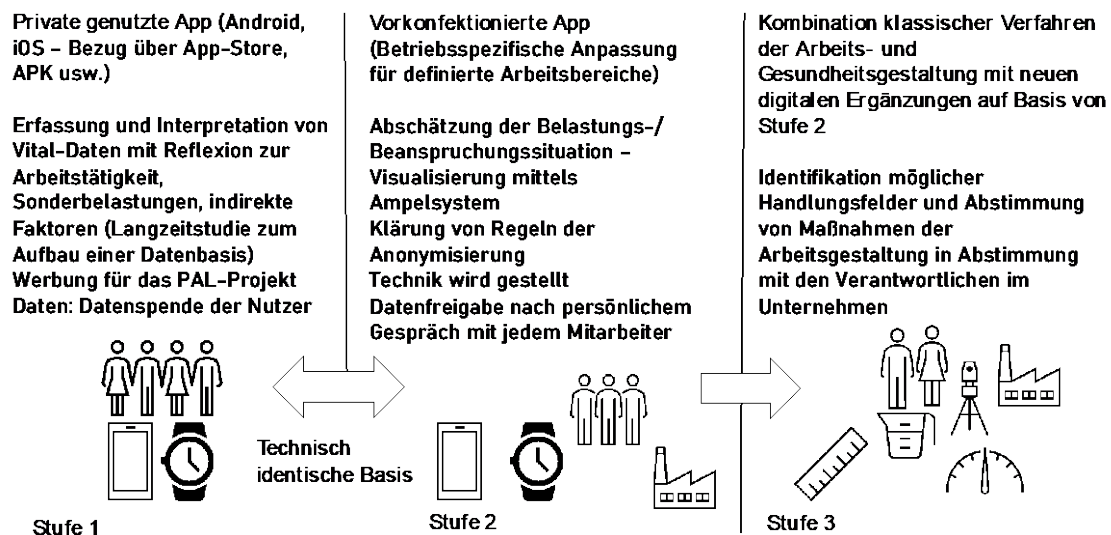 Private genutzte App (Android,
iOS – Bezug über App-Store,
APK usw.)
Erfassung und Interpretation von
Vital-Daten mit Reflexion zur
Arbeitstätigkeit,
Sonderbelastungen, indirekte
Faktoren (Langzeitstudie zum
Aufbau einer Datenbasis)
Werbung für das PAL-Projekt
Daten: Datenspende der Nutzer
Technisch
identische Basis
Stufe 1
Vorkonfektionierte App
(Betriebsspezifische Anpassung
für definierte Arbeitsbereiche)
Abschätzung der Belastungs-/
Beanspruchungssituation –
Visualisierung mittels
Ampelsystem
Klärung von Regeln der
Anonymisierung
Technik wird gestellt
Datenfreigabe nach persönlichem
Gespräch mit jedem Mitarbeiter
Stufe 2
Kombination klassischer Verfahren
der Arbeits- und
Gesundheitsgestaltung mit neuen
digitalen Ergänzungen auf Basis von
Stufe 2
Identifikation möglicher
Handlungsfelder und Abstimmung
von Maßnahmen der
Arbeitsgestaltung in Abstimmung
mit den Verantwortlichen im
Unternehmen
Stufe 3